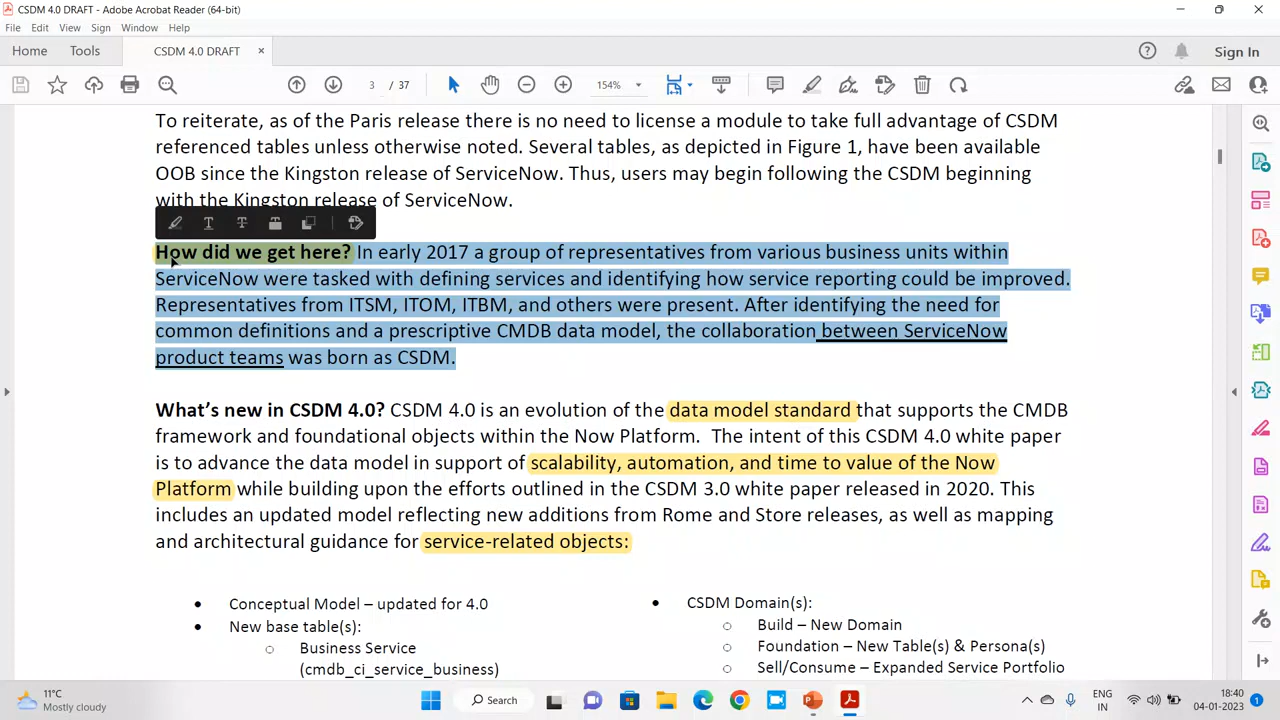 CSDM 4.0 DRAFT - Adobe Acrobat Reader (64-bit)
File Edit View Sign Window Help
Home Tools CSDM 4.0 DRAFT × Sign In
3 / 37 154%
To reiterate, as of the Paris release there is no need to license a module to take full advantage of CSDM
referenced tables unless otherwise noted. Several tables, as depicted in Figure 1, have been available
OOB since the Kingston release of ServiceNow. Thus, users may begin following the CSDM beginning
with the Kingston release of ServiceNow.
How did we get here? In early 2017 a group of representatives from various business units within
ServiceNow were tasked with defining services and identifying how service reporting could be improved.
Representatives from ITSM, ITOM, ITBM, and others were present. After identifying the need for
common definitions and a prescriptive CMDB data model, the collaboration between ServiceNow
product teams was born as CSDM.
What's new in CSDM 4.0? CSDM 4.0 is an evolution of the data model standard that supports the CMDB
framework and foundational objects within the Now Platform. The intent of this CSDM 4.0 white paper
is to advance the data model in support of scalability, automation, and time to value of the Now
Platform while building upon the efforts outlined in the CSDM 3.0 white paper released in 2020. This
includes an updated model reflecting new additions from Rome and Store releases, as well as mapping
and architectural guidance for service-related objects:
• Conceptual Model – updated for 4.0
• New base table(s):
○ Business Service
(cmdb_ci_service_business)
• CSDM Domain(s):
○ Build – New Domain
○ Foundation – New Table(s) & Persona(s)
○ Sell/Consume – Expanded Service Portfolio
11°C
Mostly cloudy
Search
ENG
IN
18:40
04-01-2023
1